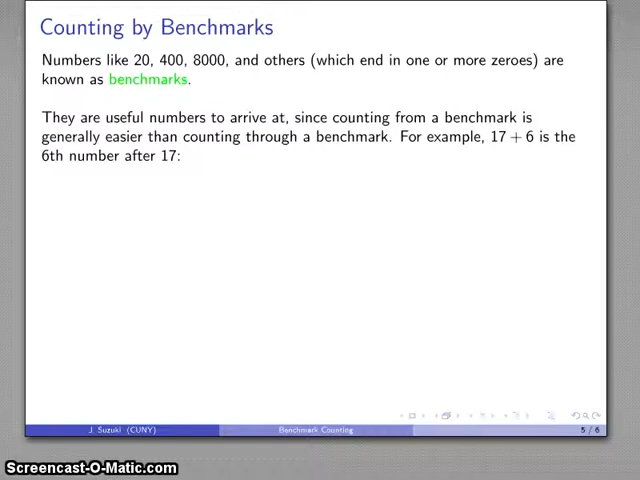 Counting by Benchmarks
Numbers like 20, 400, 8000, and others (which end in one or more zeroes) are
known as benchmarks.
They are useful numbers to arrive at, since counting from a benchmark is
generally easier than counting through a benchmark. For example, 17 + 6 is the
6th number after 17:
J. Suzuki (CUNY)
Benchmark Counting
5 / 6
Screencast-O-Matic.com